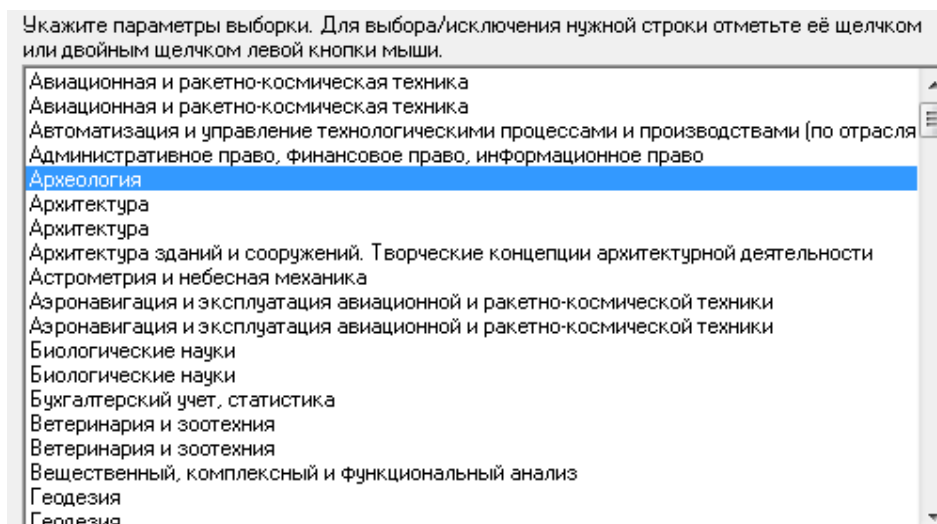 Укажите параметры выборки. Для выбора/исключения нужной строки отметьте её щелчком
или двойным щелчком левой кнопки мыши.
Авиационная и ракетно-космическая техника
Авиационная и ракетно-космическая техника
Автоматизация и управление технологическими процессами и производствами (по отрасля
Административное право, финансовое право, информационное право
Археология
Архитектура
Архитектура
Архитектура зданий и сооружений. Творческие концепции архитектурной деятельности
Астрометрия и небесная механика
Аэронавигация и эксплуатация авиационной и ракетно-космической техники
Аэронавигация и эксплуатация авиационной и ракетно-космической техники
Биологические науки
Биологические науки
Бухгалтерский учет, статистика
Ветеринария и зоотехния
Ветеринария и зоотехния
Вещественный, комплексный и функциональный анализ
Геодезия
Геодезия